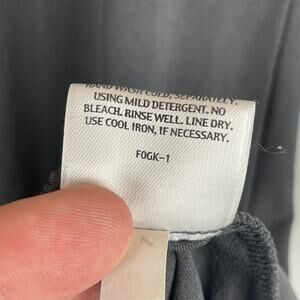 HAND WASH COLD, SEPARATELY,
USING MILD DETERGENT. NO
BLEACH. RINSE WELL. LINE DRY.
USE COOL IRON, IF NECESSARY.
F0GK-1